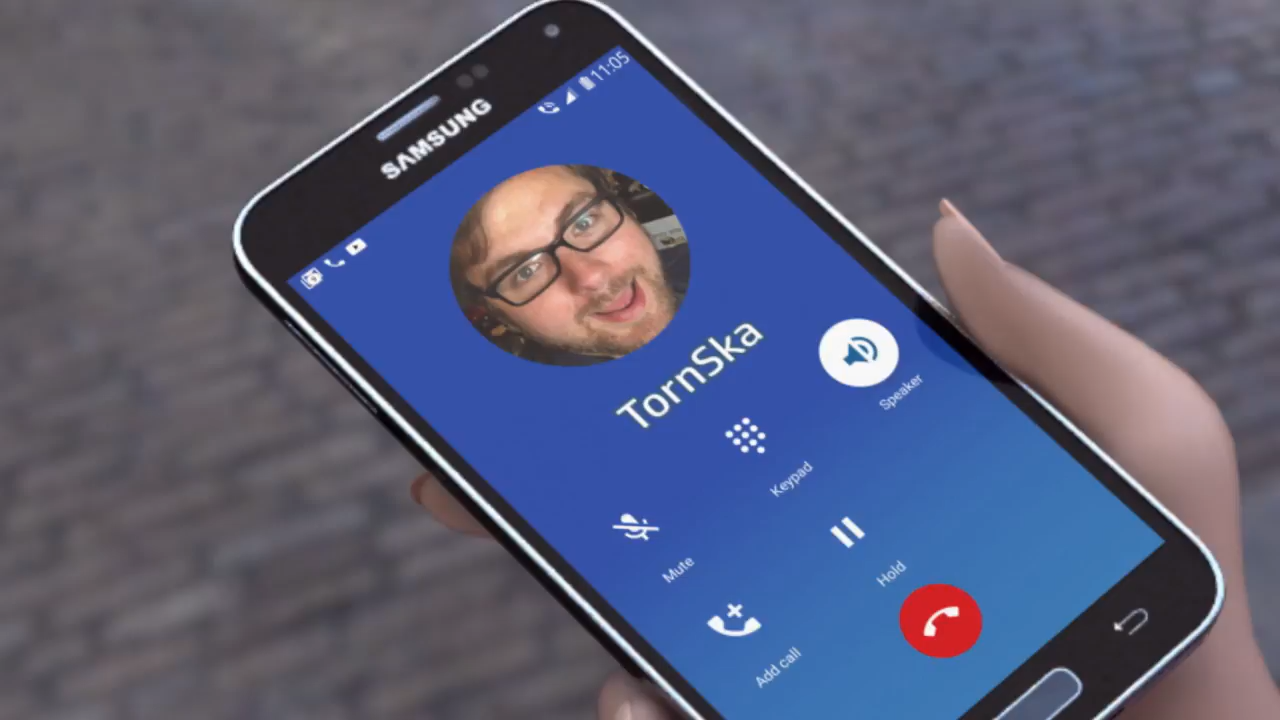 SAMSUNG
11:05
TornSka
Speaker
Keypad
Mute
Hold
Add call